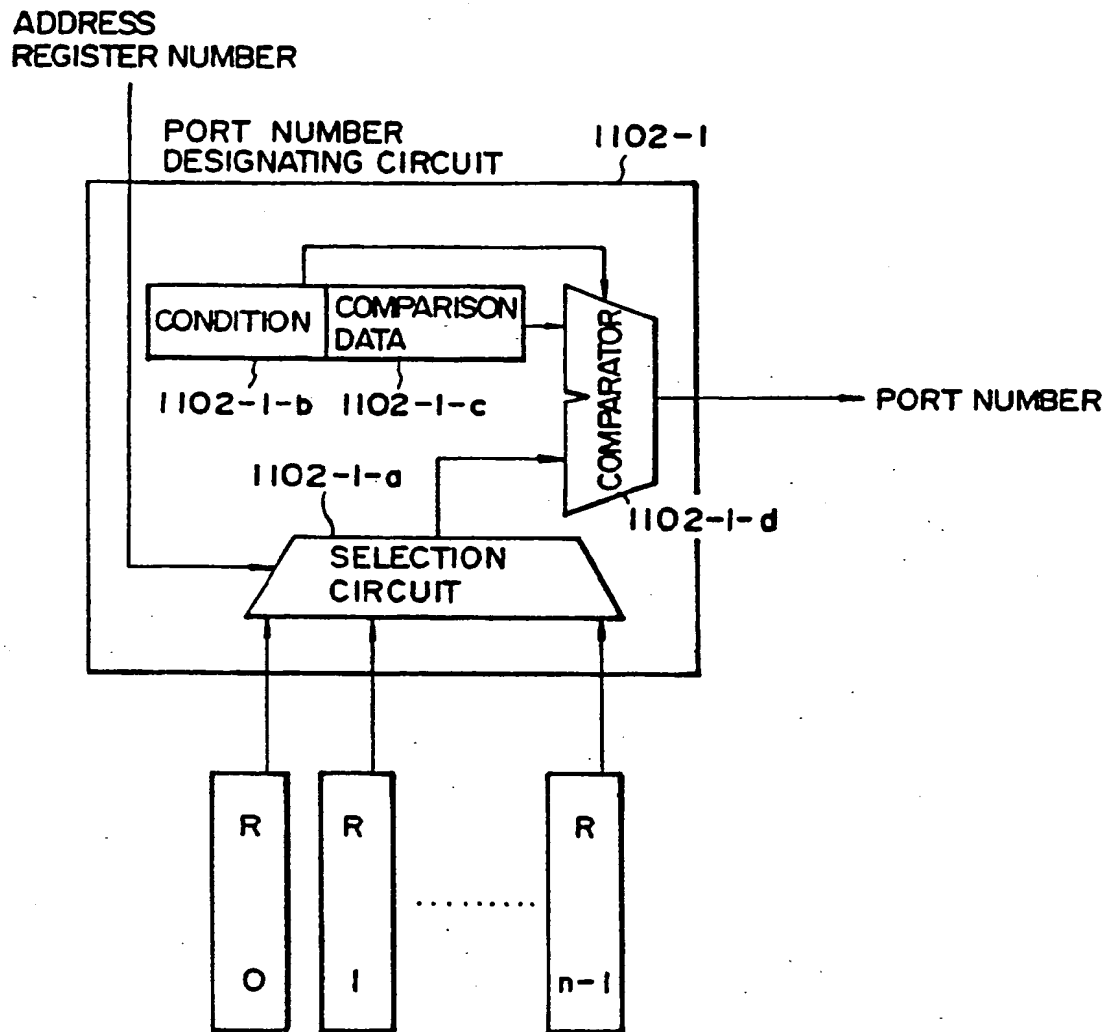 ADDRESS
REGISTER NUMBER
PORT NUMBER
DESIGNATING CIRCUIT
1102-1
CONDITION
COMPARISON
DATA
1102-1-b
1102-1-c
COMPARATOR
PORT NUMBER
1102-1-a
1102-1-d
SELECTION
CIRCUIT
R R ......... R
0 1 n-1